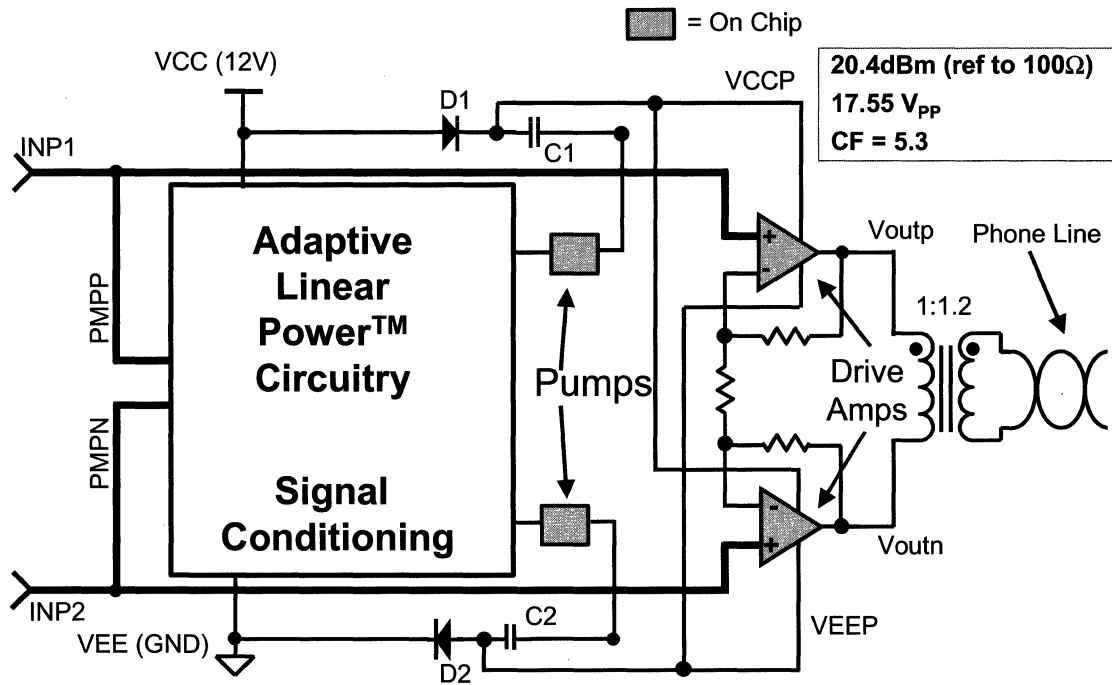 = On Chip
VCC (12V)
VCCP
20.4dBm (ref to 100Ω)
17.55 VPP
CF = 5.3
D1
C1
INP1
Adaptive
Linear
Power™
Circuitry
Signal
Conditioning
PMPP
PMPN
Pumps
+
-
Voutp
Phone Line
1:1.2
Drive
Amps
-
+
Voutn
INP2
VEE (GND)
D2
C2
VEEP